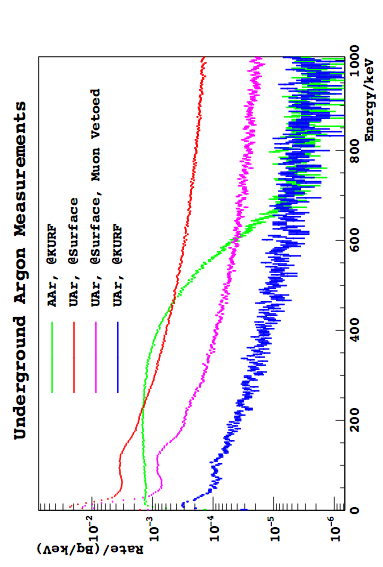 Underground Argon Measurements
AAr, @KURF
UAr, @Surface
UAr, @Surface, Muon Vetoed
UAr, @KURF
Rate/(Bq/keV)
10^-2
10^-3
10^-4
10^-5
10^-6
0
200
400
600
800
1000
Energy/keV